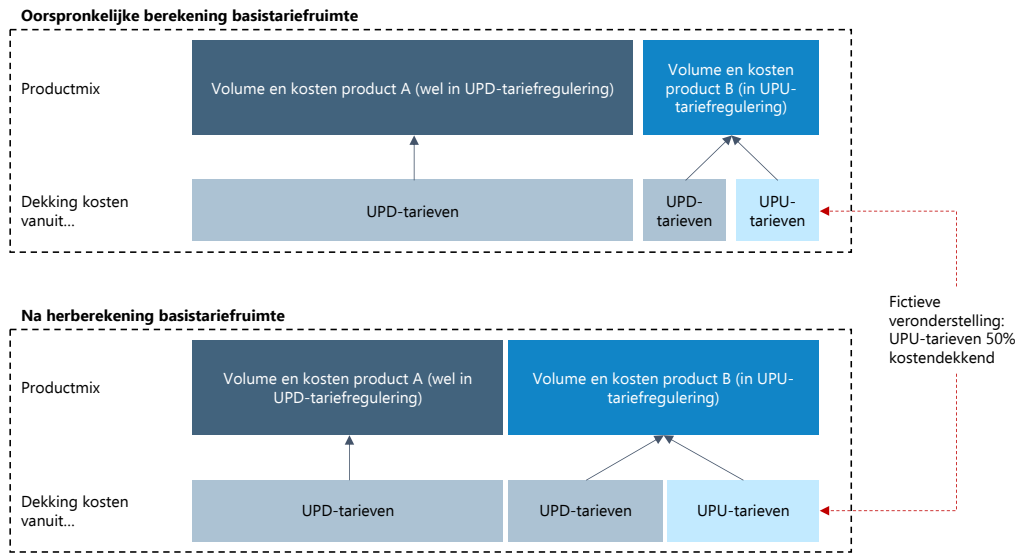 Oorspronkelijke berekening basistariefruimte
Productmix
Volume en kosten product A (wel in UPD-tariefregulering)
Volume en kosten
product B (in UPU-
tariefregulering)
Dekking kosten
vanuit...
UPD-tarieven
UPD-
tarieven
UPU-
tarieven
Fictieve
veronderstelling:
UPU-tarieven 50%
kostendekkend
Na herberekening basistariefruimte
Productmix
Volume en kosten product A (wel in
UPD-tariefregulering)
Volume en kosten product B (in UPU-
tariefregulering)
Dekking kosten
vanuit...
UPD-tarieven
UPD-tarieven
UPU-tarieven